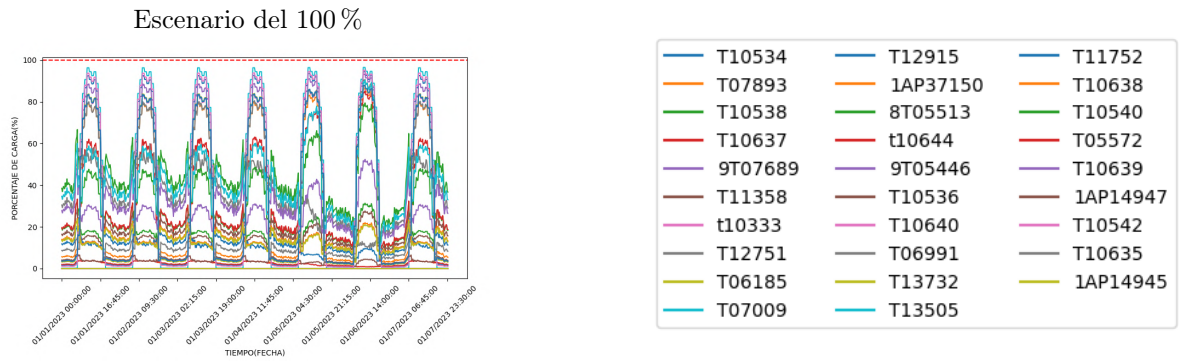 Escenario del 100 %
PORCENTAJE DE CARGA(%)
100
80
60
40
20
0
01/01/2023 00:00:00
01/01/2023 16:45:00
01/02/2023 09:30:00
01/03/2023 02:15:00
01/03/2023 19:00:00
01/04/2023 11:45:00
01/05/2023 04:30:00
01/05/2023 21:15:00
01/06/2023 14:00:00
01/07/2023 06:45:00
01/07/2023 23:30:00
TIEMPO(FECHA)
T10534 T12915 T11752
T07893 1AP37150 T10638
T10538 8T05513 T10540
T10637 t10644 T05572
9T07689 9T05446 T10639
T11358 T10536 1AP14947
t10333 T10640 T10542
T12751 T06991 T10635
T06185 T13732 1AP14945
T07009 T13505